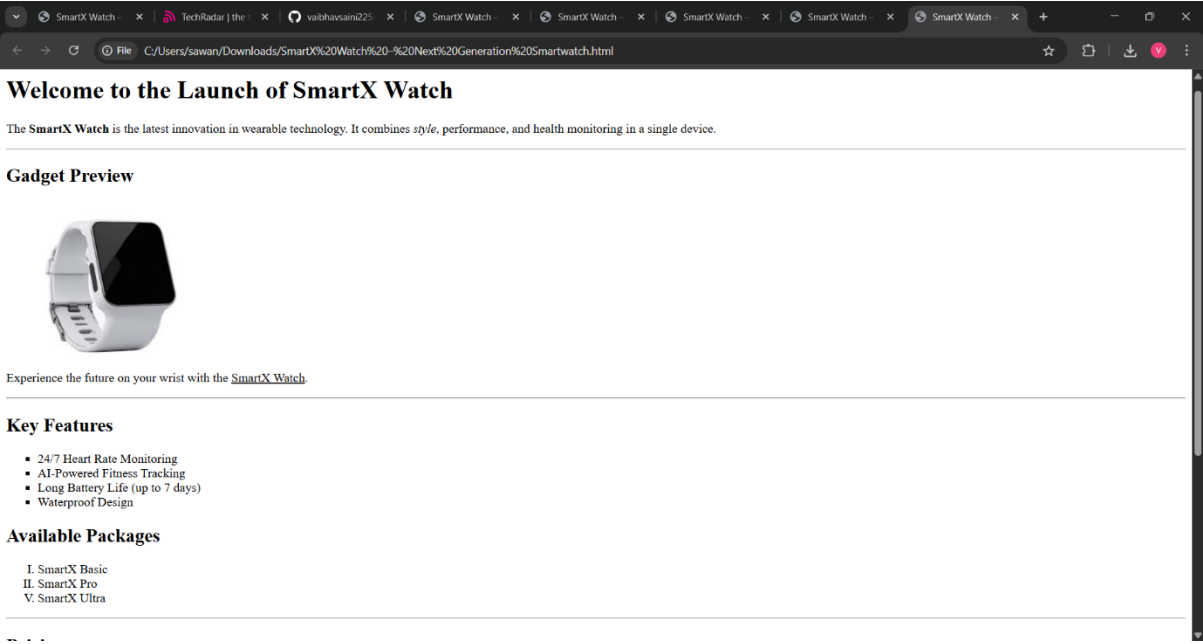 SmartX Watch –
TechRadar | the
vaibhavsaini225
SmartX Watch –
SmartX Watch –
SmartX Watch –
SmartX Watch –
SmartX Watch –
File C:/Users/sawan/Downloads/SmartX%20Watch%20-%20Next%20Generation%20Smartwatch.html
V
Welcome to the Launch of SmartX Watch
The SmartX Watch is the latest innovation in wearable technology. It combines style, performance, and health monitoring in a single device.
Gadget Preview
Experience the future on your wrist with the SmartX Watch.
Key Features
▪ 24/7 Heart Rate Monitoring
▪ AI-Powered Fitness Tracking
▪ Long Battery Life (up to 7 days)
▪ Waterproof Design
Available Packages
I. SmartX Basic
II. SmartX Pro
V. SmartX Ultra